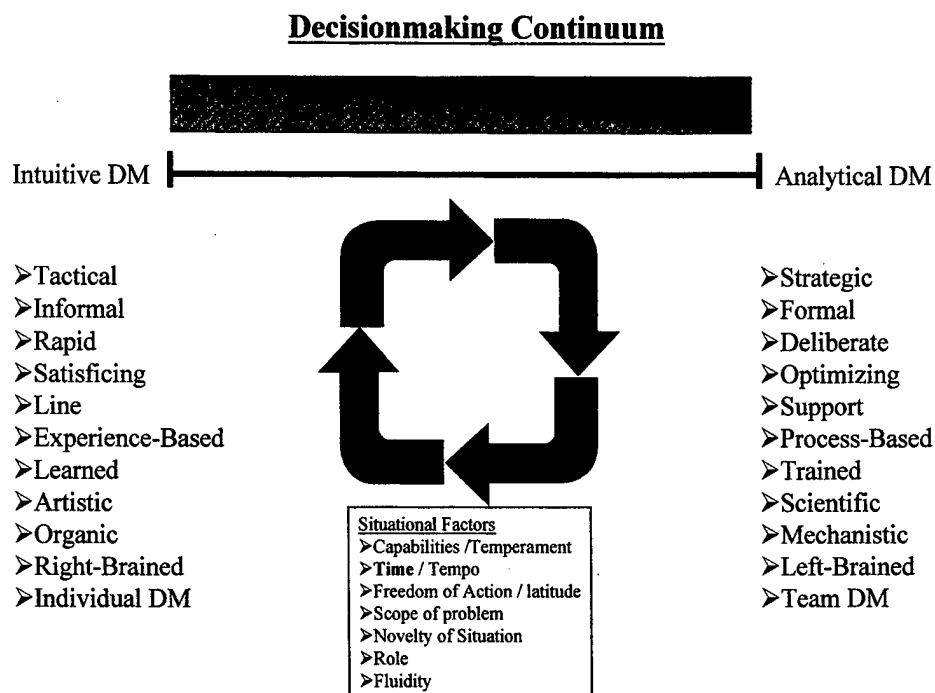 Decisionmaking Continuum
Intuitive DM
Analytical DM
➢Tactical
➢Informal
➢Rapid
➢Satisficing
➢Line
➢Experience-Based
➢Learned
➢Artistic
➢Organic
➢Right-Brained
➢Individual DM
➢Strategic
➢Formal
➢Deliberate
➢Optimizing
➢Support
➢Process-Based
➢Trained
➢Scientific
➢Mechanistic
➢Left-Brained
➢Team DM
Situational Factors
➢Capabilities /Temperament
➢Time / Tempo
➢Freedom of Action / latitude
➢Scope of problem
➢Novelty of Situation
➢Role
➢Fluidity